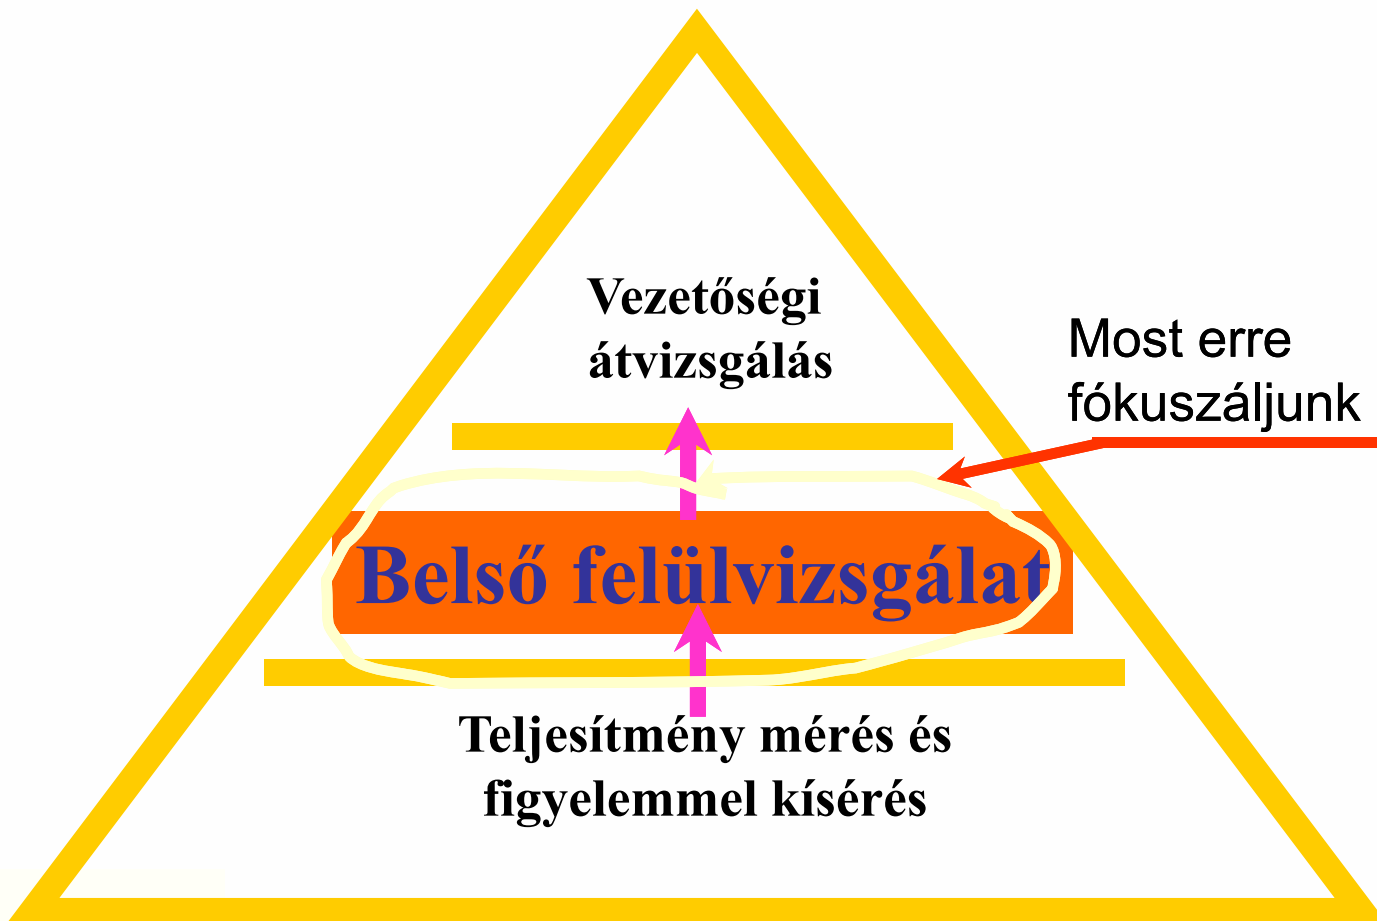 Vezetőségi
átvizsgálás
Most erre
fókuszáljunk
Belső felülvizsgálat
Teljesítmény mérés és
figyelemmel kísérés